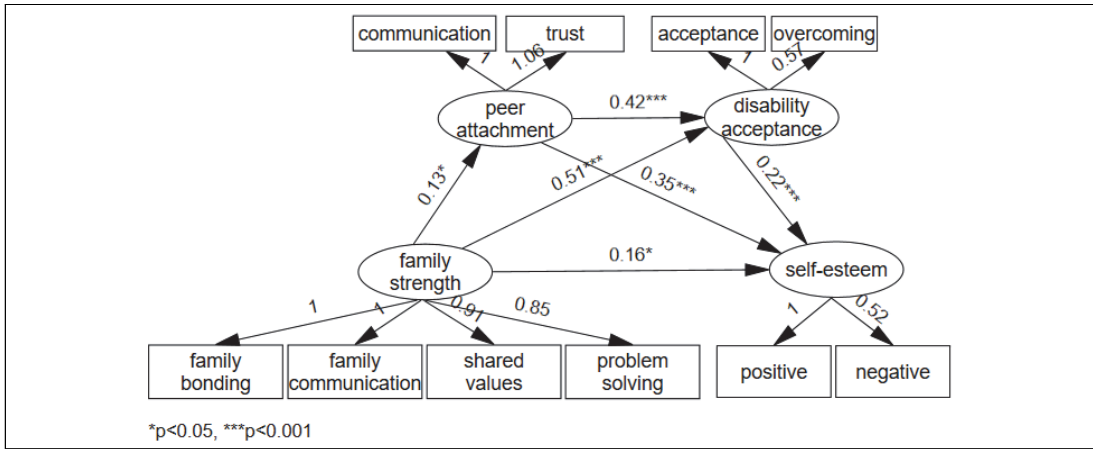 communication
trust
acceptance
overcoming
1
1.06
1
0.57
peer
attachment
0.42***
disability
acceptance
0.13*
0.51***
0.35***
0.22***
family
strength
0.16*
self-esteem
1
1
0.91
0.85
1
0.52
family
bonding
family
communication
shared
values
problem
solving
positive
negative
*p<0.05, ***p<0.001